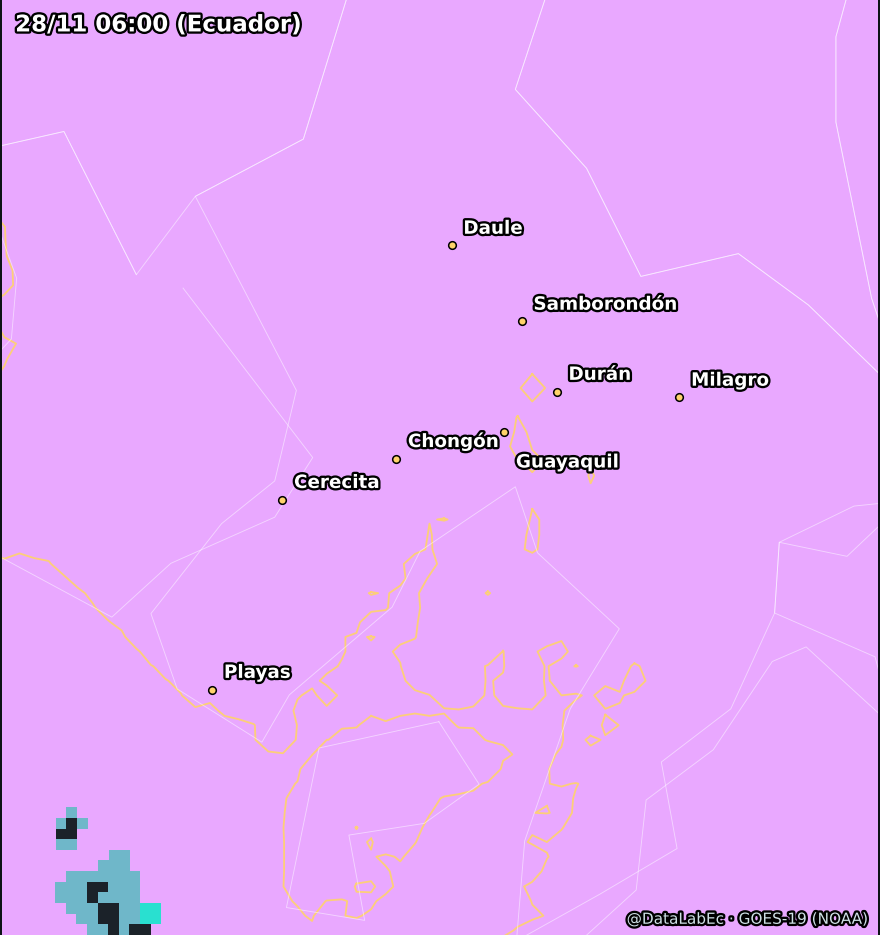 28/11 06:00 (Ecuador)
Daule
Samborondón
Durán
Milagro
Chongón
Guayaquil
Cerecita
Playas
@DataLabEc · GOES-19 (NOAA)